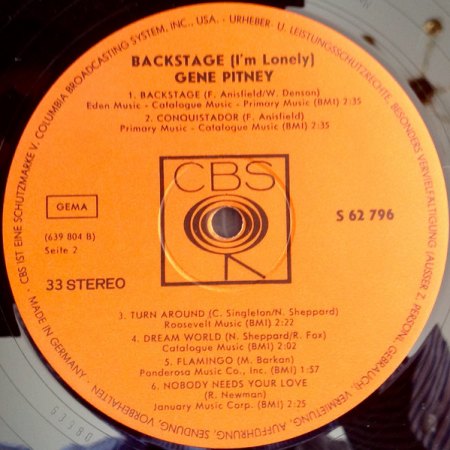 BACKSTAGE (I'm Lonely)
GENE PITNEY
1. BACKSTAGE (F. Anisfield/W. Denson)
Eden Music - Catalogue Music - Primary Music (BMI) 2:35
2. CONQUISTADOR (F. Anisfield)
Primary Music - Catalogue Music (BMI) 2:35
CBS
GEMA
(639 804 B)
Seite 2
S 62 796
33 STEREO
3. TURN AROUND (C. Singleton/N. Sheppard)
Roosevelt Music (BMI) 2:22
4. DREAM WORLD (N. Sheppard/R. Fox)
Catalogue Music (BMI) 2:02
5. FLAMINGO (M. Barkan)
Ponderosa Music Co., Inc. (BMI) 1:57
6. NOBODY NEEDS YOUR LOVE
(R. Newman)
January Music Corp. (BMI) 2:25
CBS IST EINE SCHUTZMARKE V. COLUMBIA BROADCASTING SYSTEM, INC., USA. - URHEBER- U. LEISTUNGSSCHUTZRECHTE, BES. VERVIELFÄLTIGUNG (AUSSER Z. PERSÖNL. GEBRAUCH), VERMIETUNG, AUFFÜHRUNG, SENDUNG, VORBEHALTEN - MADE IN GERMANY -